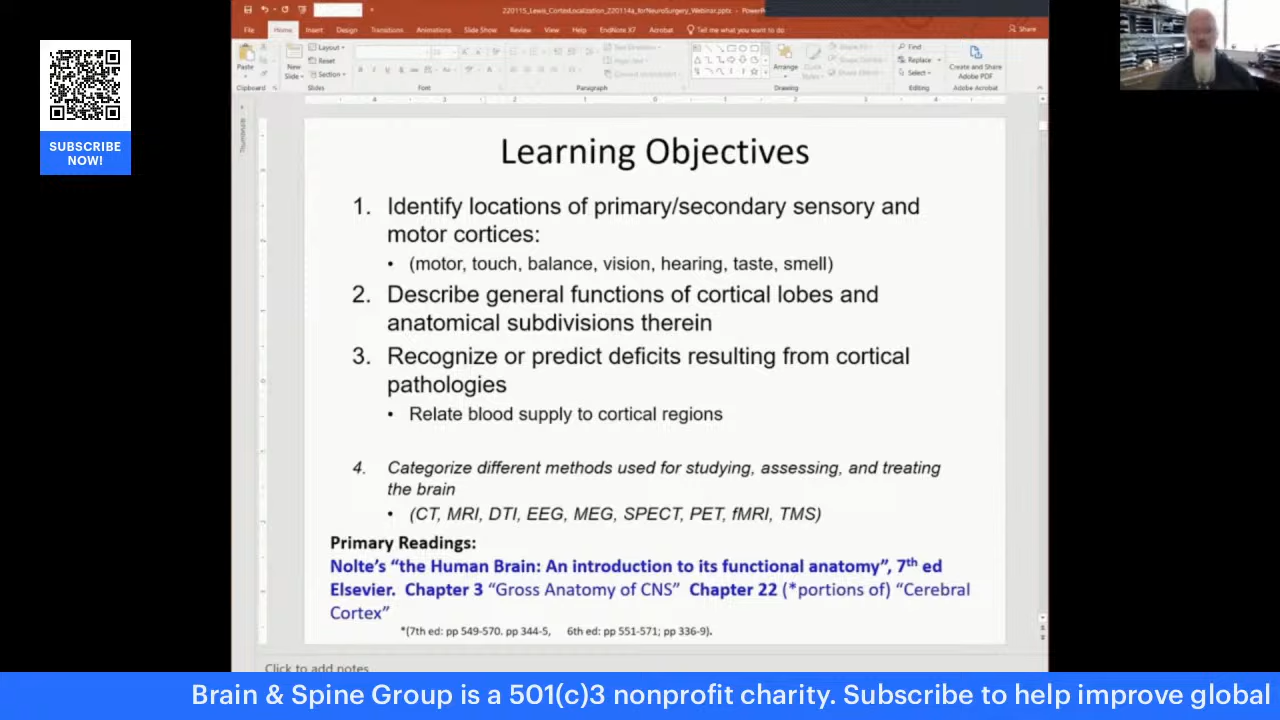 220115_Lewis_CortexLocalization_220114a_forNeuroSurgery_Webinar.pptx - PowerP
File Home Insert Design Transitions Animations Slide Show Review View Help EndNote X7 Acrobat Tell me what you want to do Share
Paste
Clipboard
New
Slide
Layout
Reset
Section
Slides
Font
Paragraph
Arrange
Drawing
Find
Replace
Select
Editing
Create and Share
Adobe PDF
Adobe Acrobat
SUBSCRIBE
NOW!
Learning Objectives
1. Identify locations of primary/secondary sensory and
motor cortices:
• (motor, touch, balance, vision, hearing, taste, smell)
2. Describe general functions of cortical lobes and
anatomical subdivisions therein
3. Recognize or predict deficits resulting from cortical
pathologies
• Relate blood supply to cortical regions
4. Categorize different methods used for studying, assessing, and treating
the brain
• (CT, MRI, DTI, EEG, MEG, SPECT, PET, fMRI, TMS)
Primary Readings:
Nolte's “the Human Brain: An introduction to its functional anatomy”, 7th ed
Elsevier. Chapter 3 “Gross Anatomy of CNS” Chapter 22 (*portions of) “Cerebral
Cortex”
*(7th ed: pp 549-570. pp 344-5, 6th ed: pp 551-571; pp 336-9).
Click to add notes
Brain & Spine Group is a 501(c)3 nonprofit charity. Subscribe to help improve global